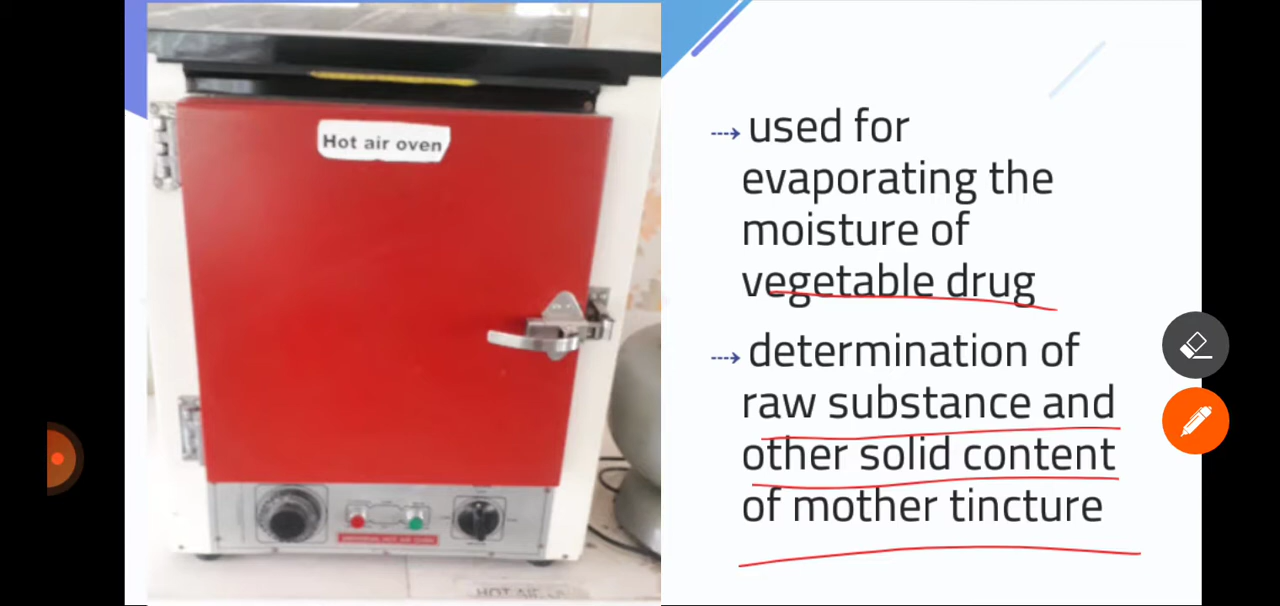 Hot air oven
→ used for
evaporating the
moisture of
vegetable drug
→ determination of
raw substance and
other solid content
of mother tincture